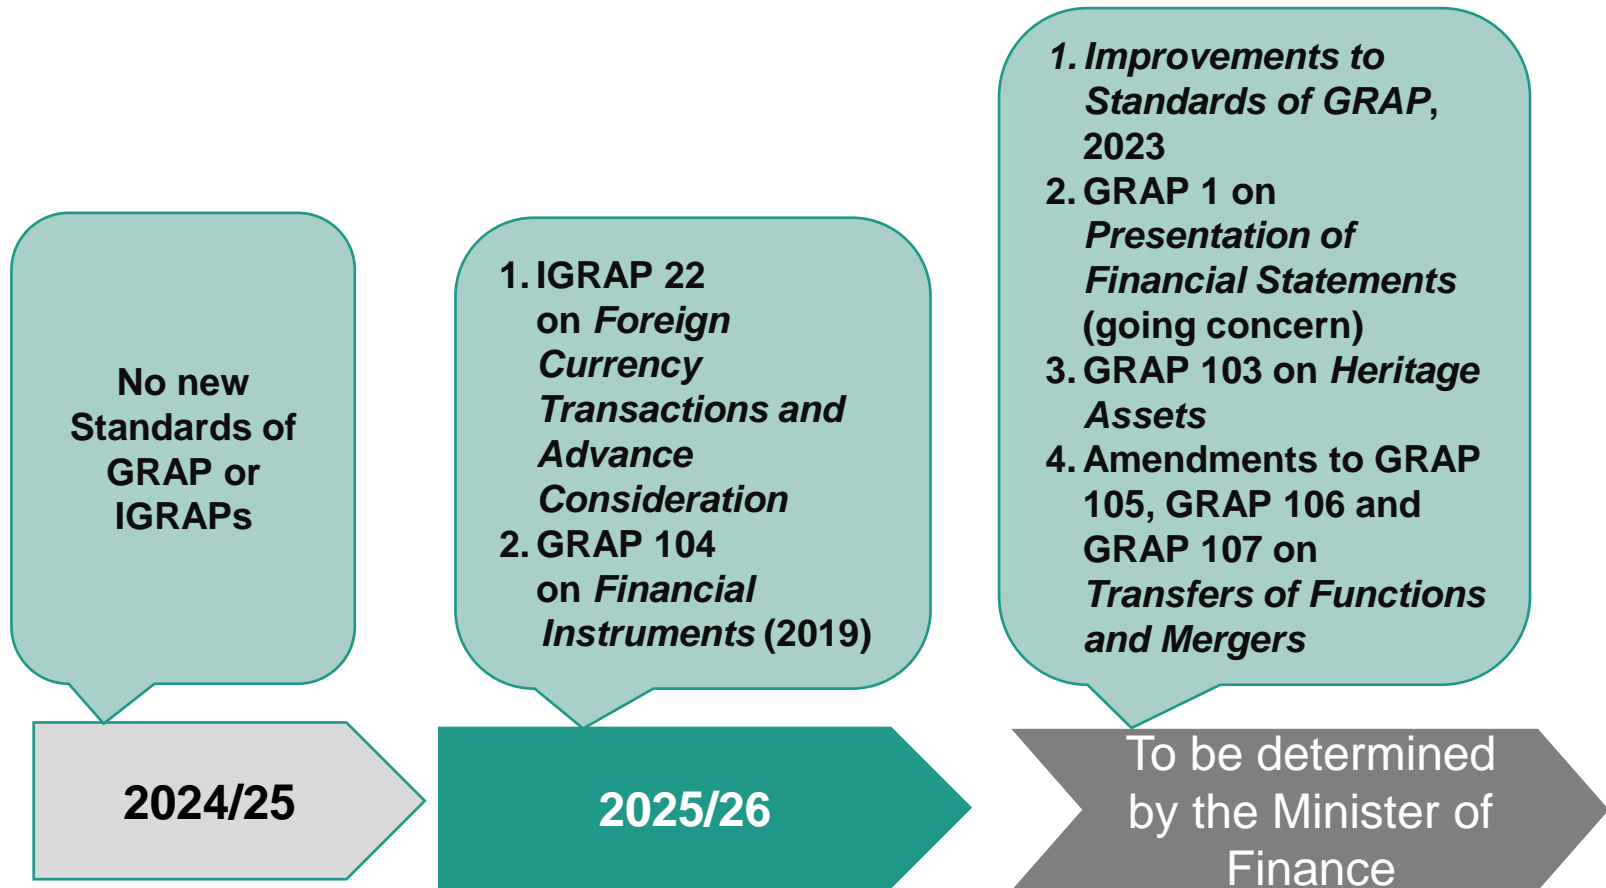 No new
Standards of
GRAP or
IGRAPs
2024/25
1. IGRAP 22
on Foreign
Currency
Transactions and
Advance
Consideration
2. GRAP 104
on Financial
Instruments (2019)
2025/26
1. Improvements to
Standards of GRAP,
2023
2. GRAP 1 on
Presentation of
Financial Statements
(going concern)
3. GRAP 103 on Heritage
Assets
4. Amendments to GRAP
105, GRAP 106 and
GRAP 107 on
Transfers of Functions
and Mergers
To be determined
by the Minister of
Finance